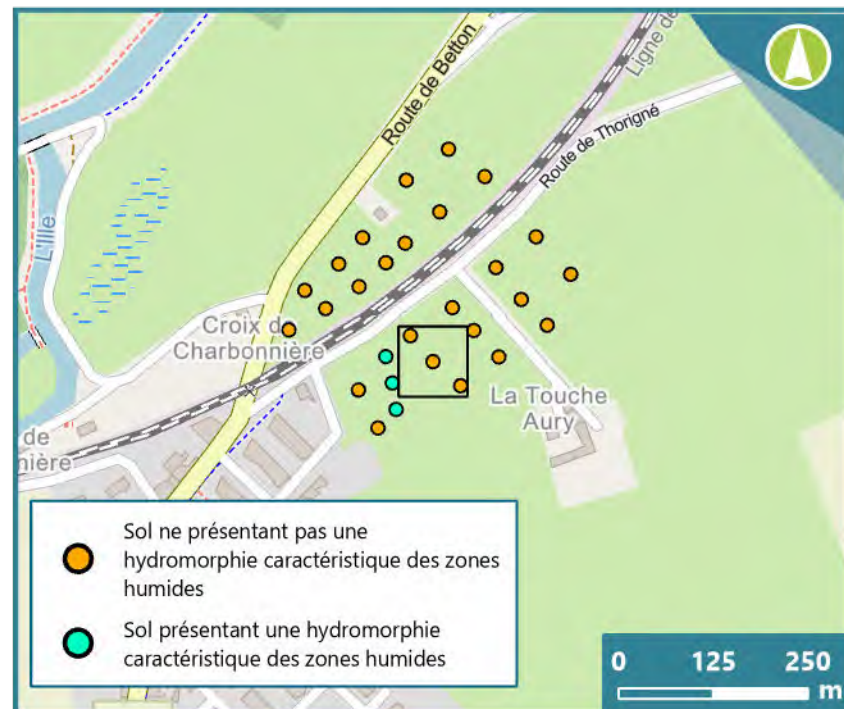 Route de Betton
Ligne de
Route de Thorigné
L'Ille
Croix d
Charbonnière
La Touche
Aury
de
nière
Sol ne présentant pas une
hydromorphie caractéristique des zones
humides
Sol présentant une hydromorphie
caractéristique des zones humides
0 125 250
m